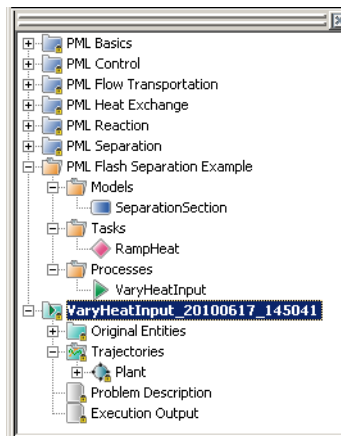 PML Basics
PML Control
PML Flow Transportation
PML Heat Exchange
PML Reaction
PML Separation
PML Flash Separation Example
Models
SeparationSection
Tasks
RampHeat
Processes
VaryHeatInput
VaryHeatInput_20100617_145041
Original Entities
Trajectories
Plant
Problem Description
Execution Output